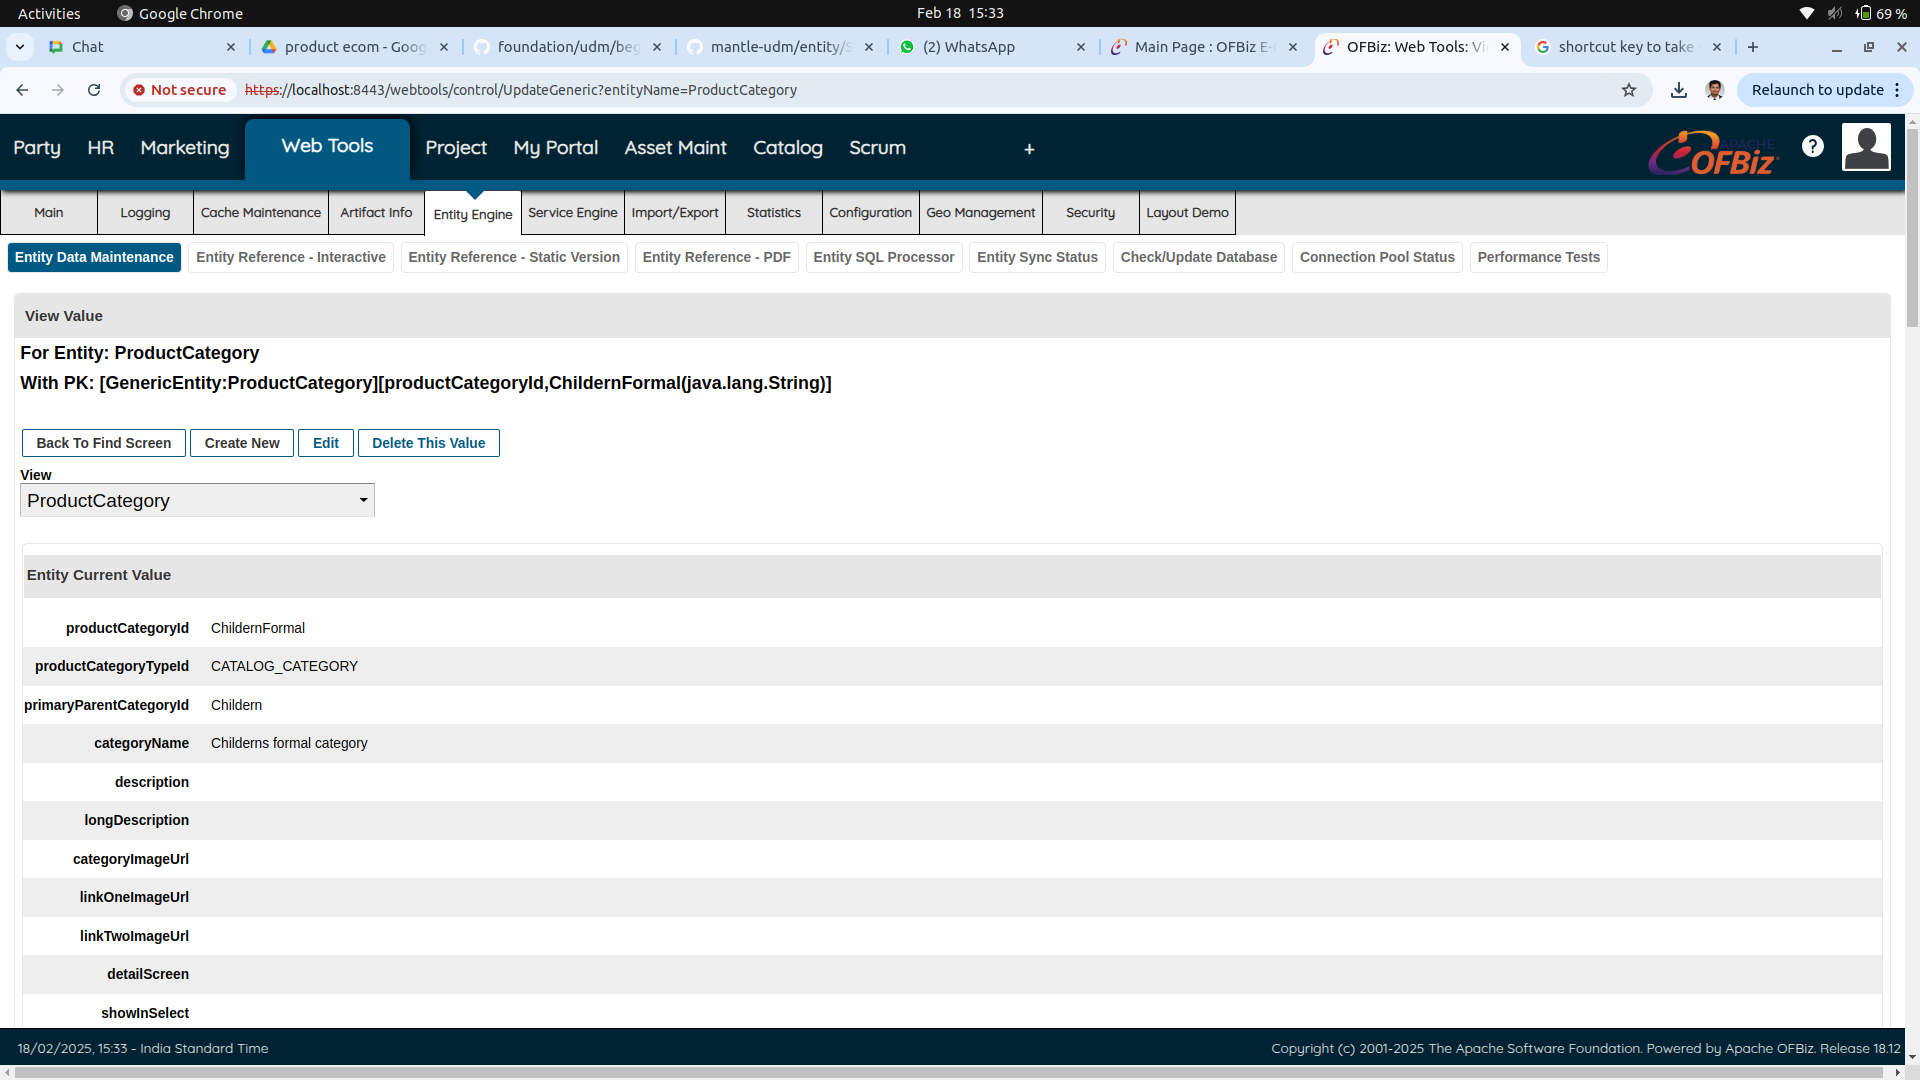 Activities Google Chrome Feb 18 15:33 69 %
Chat product ecom - Goog foundation/udm/beg mantle-udm/entity/S (2) WhatsApp Main Page : OFBiz E- OFBiz: Web Tools: Vi shortcut key to take
Not secure https://localhost:8443/webtools/control/UpdateGeneric?entityName=ProductCategory Relaunch to update
Party HR Marketing Web Tools Project My Portal Asset Maint Catalog Scrum + APACHE OFBiz ?
Main Logging Cache Maintenance Artifact Info Entity Engine Service Engine Import/Export Statistics Configuration Geo Management Security Layout Demo
Entity Data Maintenance Entity Reference - Interactive Entity Reference - Static Version Entity Reference - PDF Entity SQL Processor Entity Sync Status Check/Update Database Connection Pool Status Performance Tests
View Value
For Entity: ProductCategory
With PK: [GenericEntity:ProductCategory][productCategoryId,ChildernFormal(java.lang.String)]
Back To Find Screen Create New Edit Delete This Value
View
ProductCategory
Entity Current Value
productCategoryId ChildernFormal
productCategoryTypeId CATALOG_CATEGORY
primaryParentCategoryId Childern
categoryName Childerns formal category
description
longDescription
categoryImageUrl
linkOneImageUrl
linkTwoImageUrl
detailScreen
showInSelect
18/02/2025, 15:33 - India Standard Time Copyright (c) 2001-2025 The Apache Software Foundation. Powered by Apache OFBiz. Release 18.12